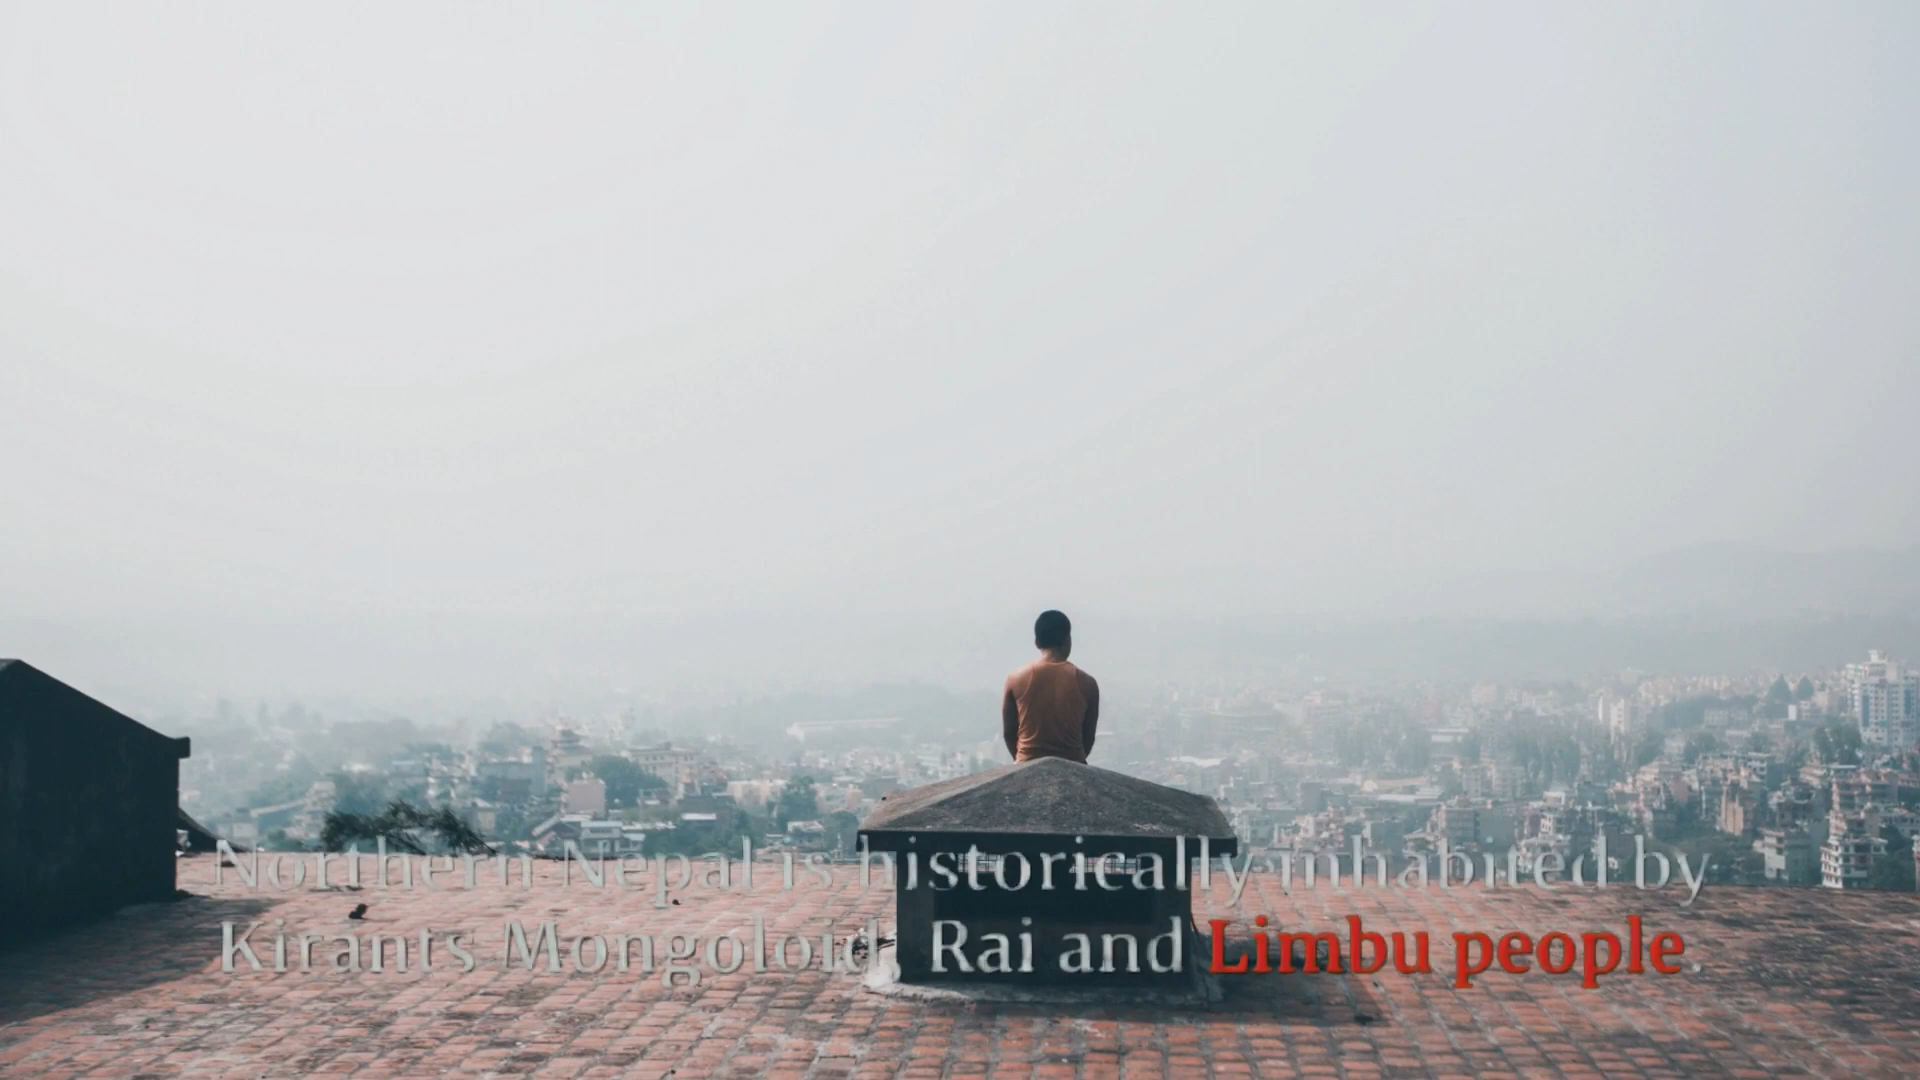 Northern Nepal is historically inhabited by
Kirants Mongoloid, Rai and Limbu people.